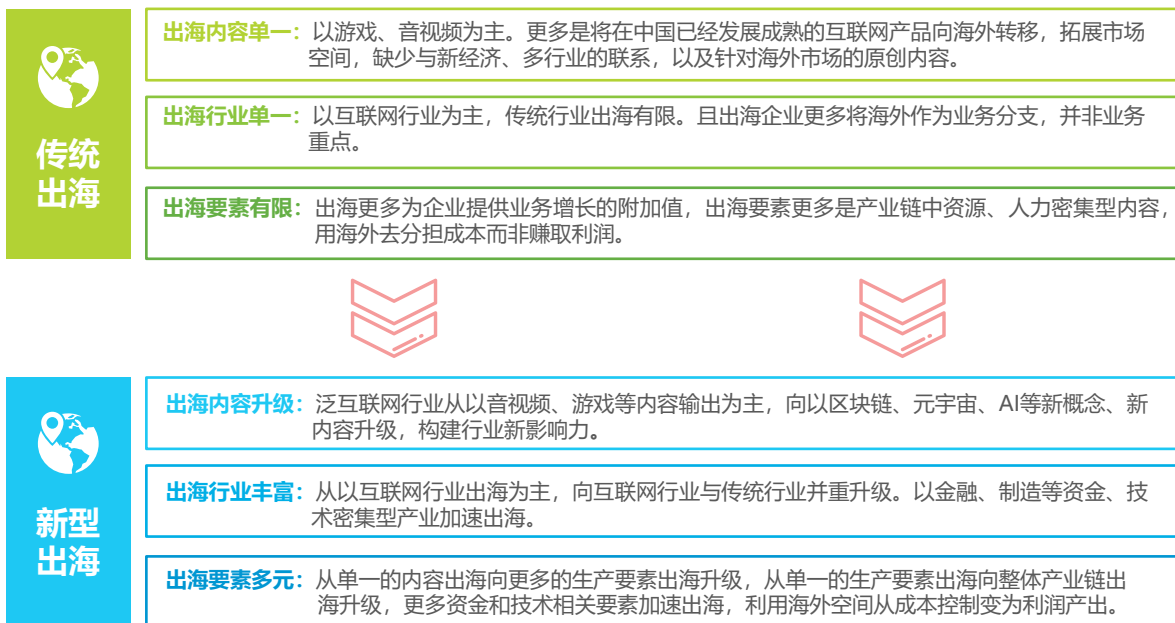 传统
出海
出海内容单一：以游戏、音视频为主。更多是将在中国已经发展成熟的互联网产品向海外转移，拓展市场
空间，缺少与新经济、多行业的联系，以及针对海外市场的原创内容。
出海行业单一：以互联网行业为主，传统行业出海有限。且出海企业更多将海外作为业务分支，并非业务
重点。
出海要素有限：出海更多为企业提供业务增长的附加值，出海要素更多是产业链中资源、人力密集型内容，
用海外去分担成本而非赚取利润。
新型
出海
出海内容升级：泛互联网行业从以音视频、游戏等内容输出为主，向以区块链、元宇宙、AI等新概念、新
内容升级，构建行业新影响力。
出海行业丰富：从以互联网行业出海为主，向互联网行业与传统行业并重升级。以金融、制造等资金、技
术密集型产业加速出海。
出海要素多元：从单一的内容出海向更多的生产要素出海升级，从单一的生产要素出海向整体产业链出
海升级，更多资金和技术相关要素加速出海，利用海外空间从成本控制变为利润产出。